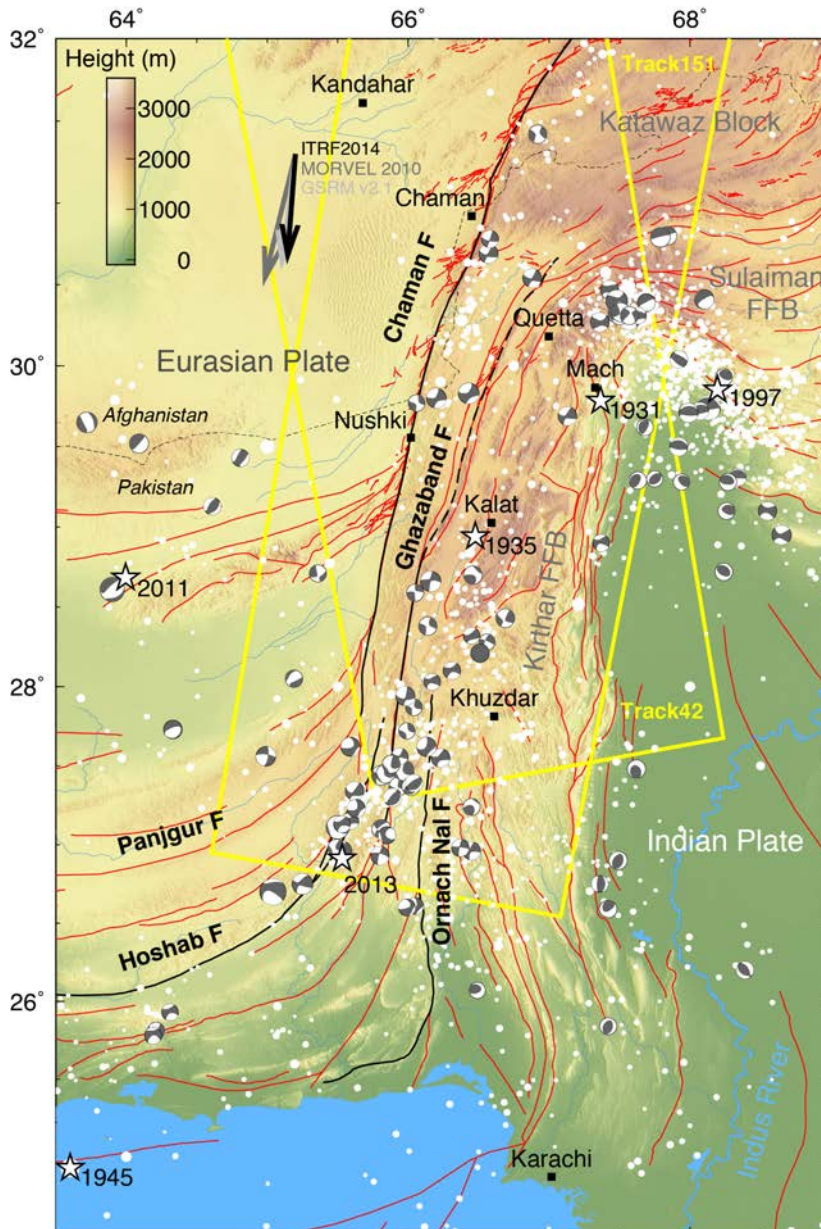 64°
66°
68°
32°
Height (m)
3000
2000
1000
0
Kandahar
Track151
Katawaz Block
ITRF2014
MORVEL 2010
GSRM v2.1
Chaman
Chaman F
Sulaiman
FFB
Quetta
30°
Eurasian Plate
Mach
1931
1997
Afghanistan
Nushki
Pakistan
Ghazaband F
Kalat
1935
2011
Kirthar FFB
28°
Khuzdar
Track42
Panjgur F
Indian Plate
2013
Ornach Nal F
Hoshab F
26°
Indus River
Karachi
1945